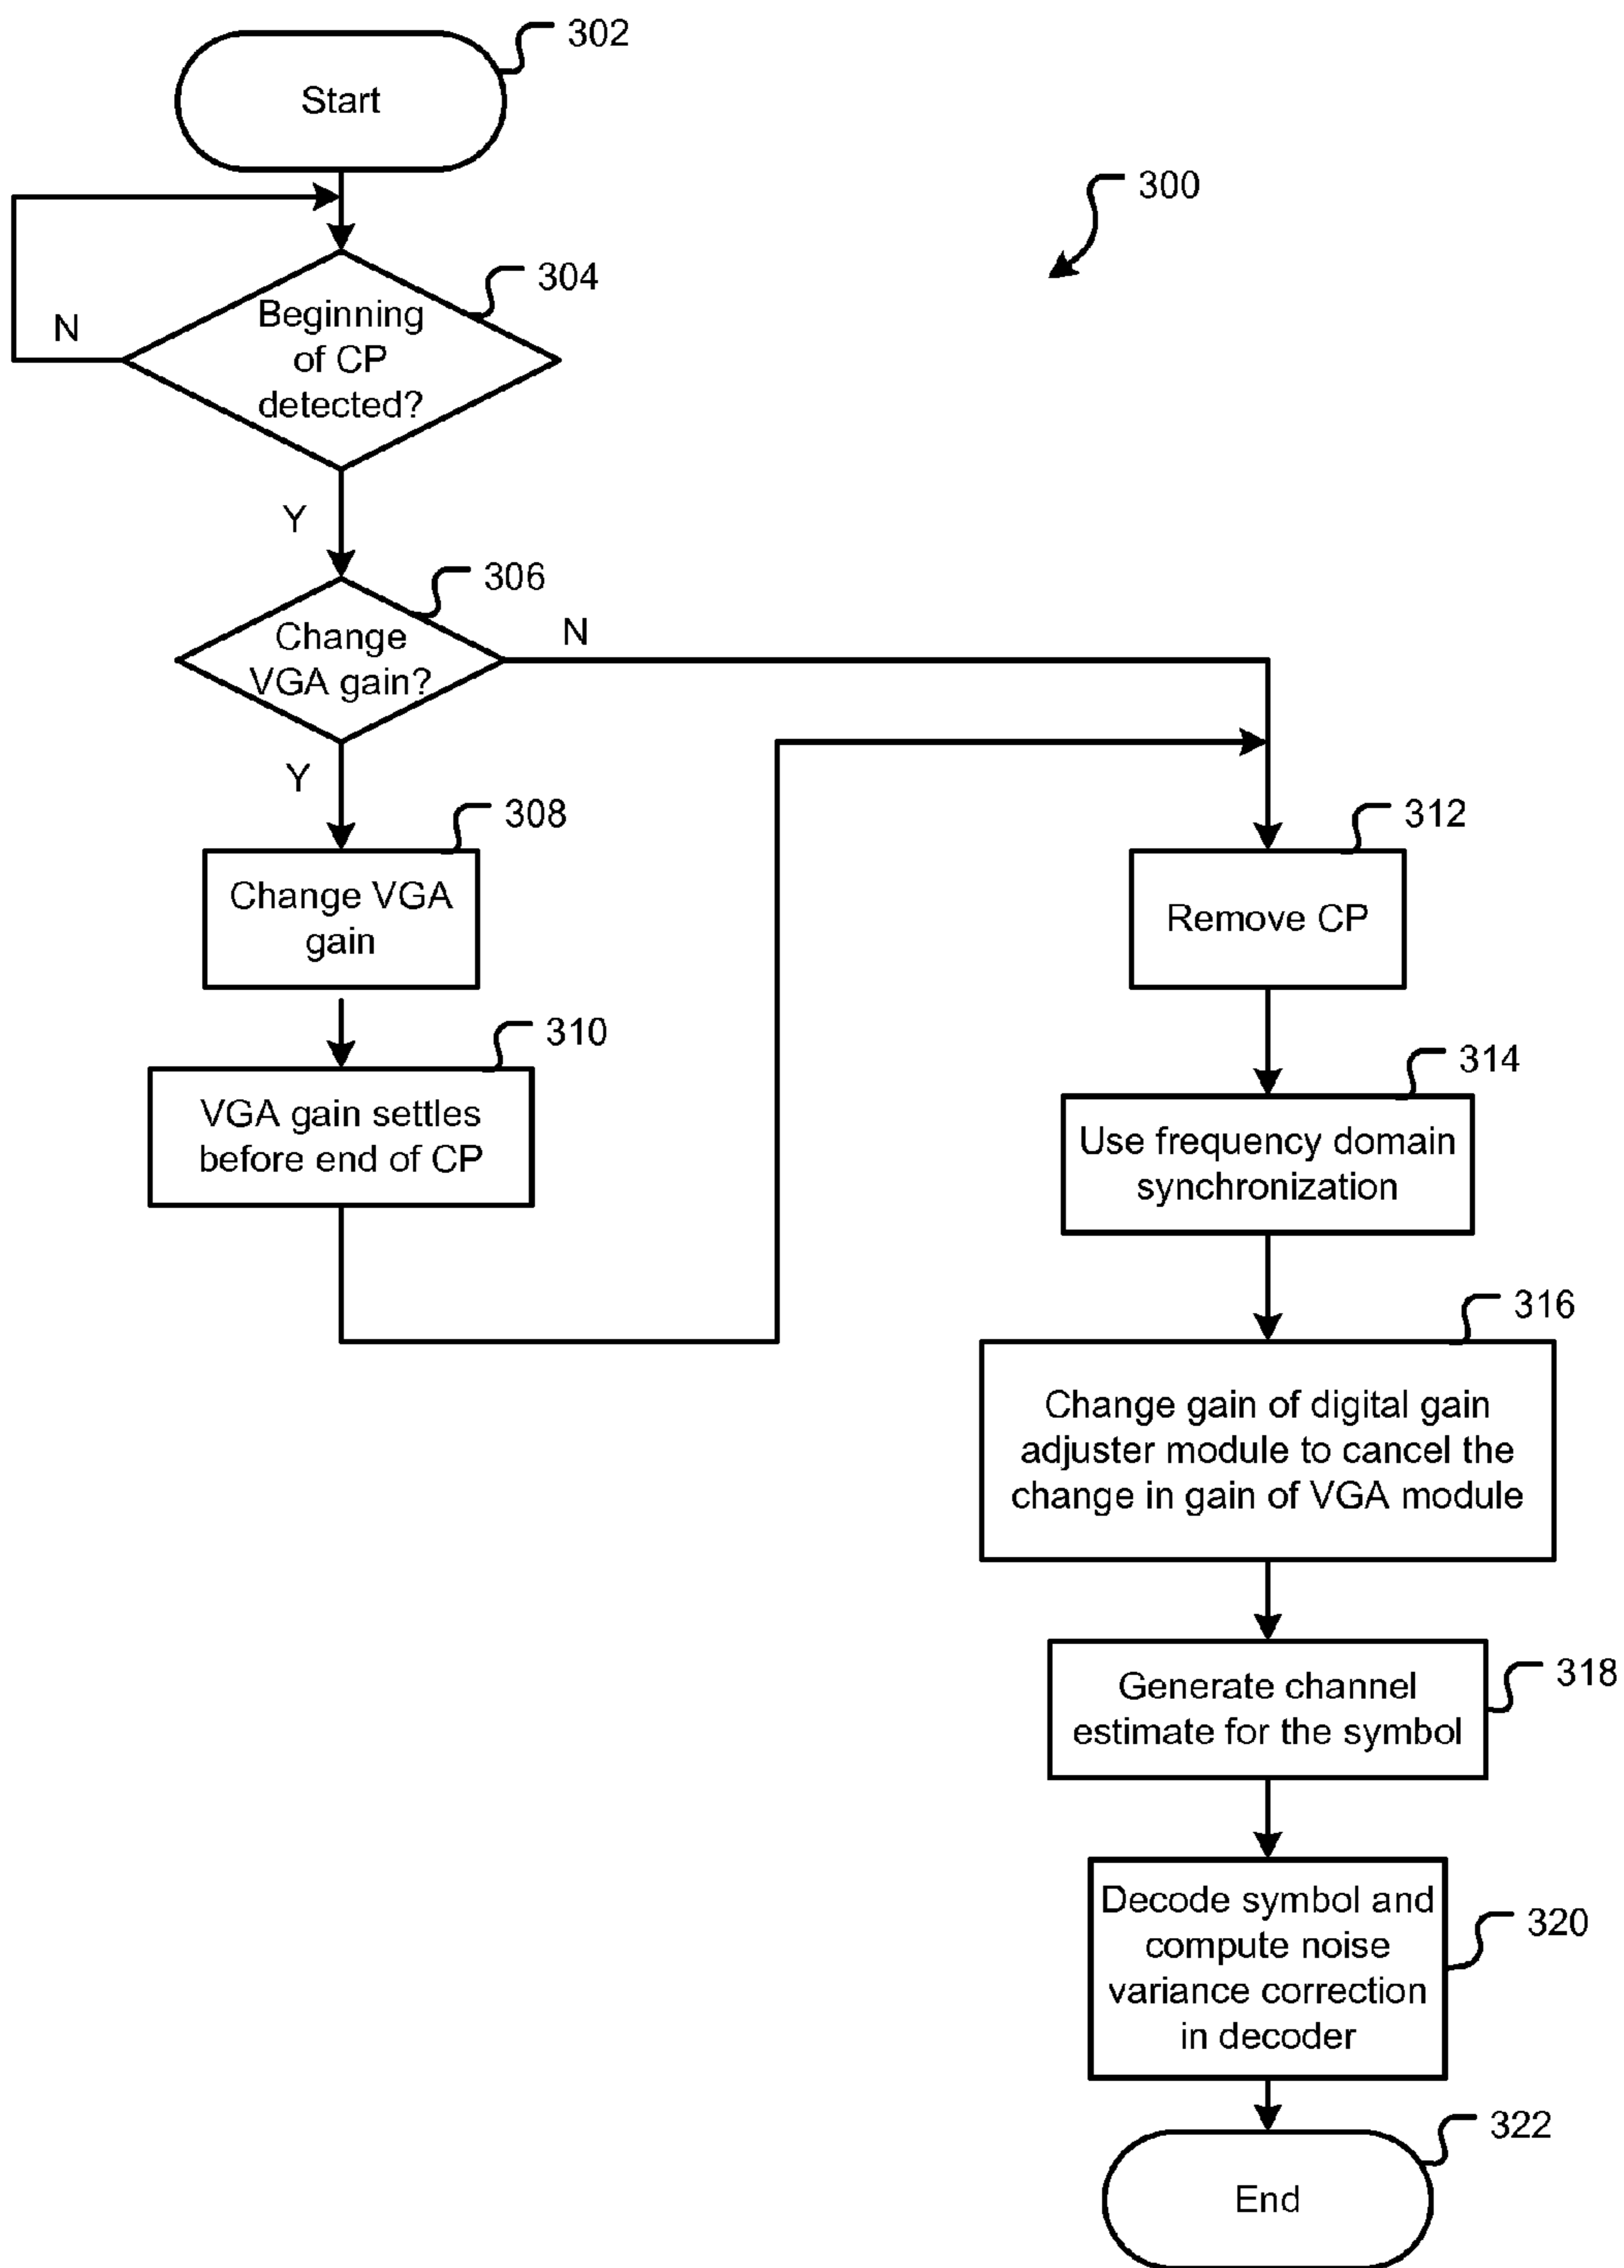 302
Start
300
304
Beginning
of CP
detected?
N
Y
306
Change
VGA gain?
N
Y
308
Change VGA
gain
310
VGA gain settles
before end of CP
312
Remove CP
314
Use frequency domain
synchronization
316
Change gain of digital gain
adjuster module to cancel the
change in gain of VGA module
318
Generate channel
estimate for the symbol
320
Decode symbol and
compute noise
variance correction
in decoder
322
End